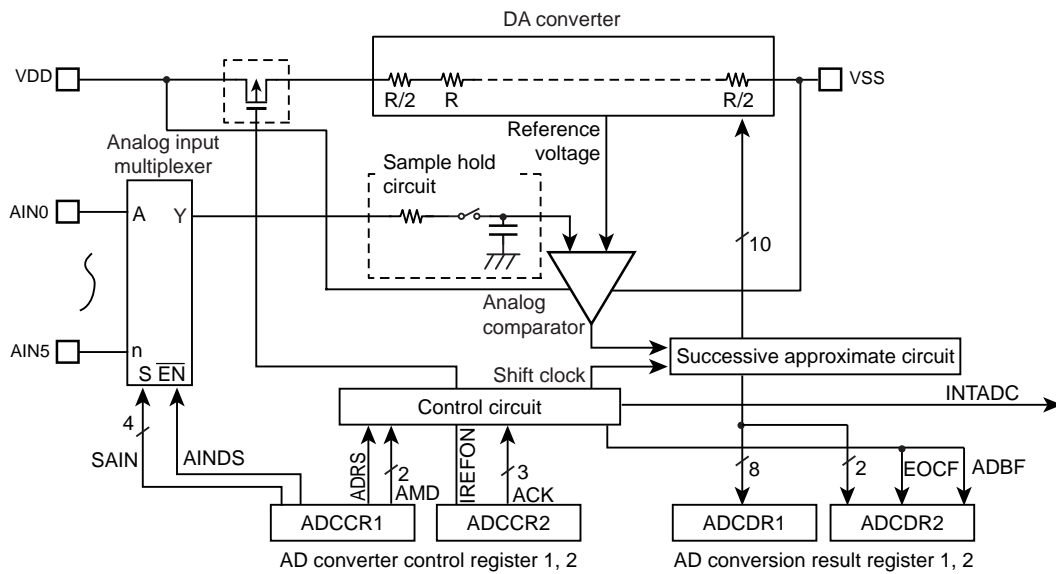 DA converter
VDD
VSS
R/2
R
R/2
Analog input
multiplexer
Reference
voltage
Sample hold
circuit
AIN0
A
Y
10
Analog
comparator
AIN5
n
S
EN
Shift clock
Successive approximate circuit
Control circuit
INTADC
4
SAIN
AINDS
ADRS
2
AMD
IREFON
3
ACK
8
2
EOCF
ADBF
ADCCR1
ADCCR2
ADCDR1
ADCDR2
AD converter control register 1, 2
AD conversion result register 1, 2